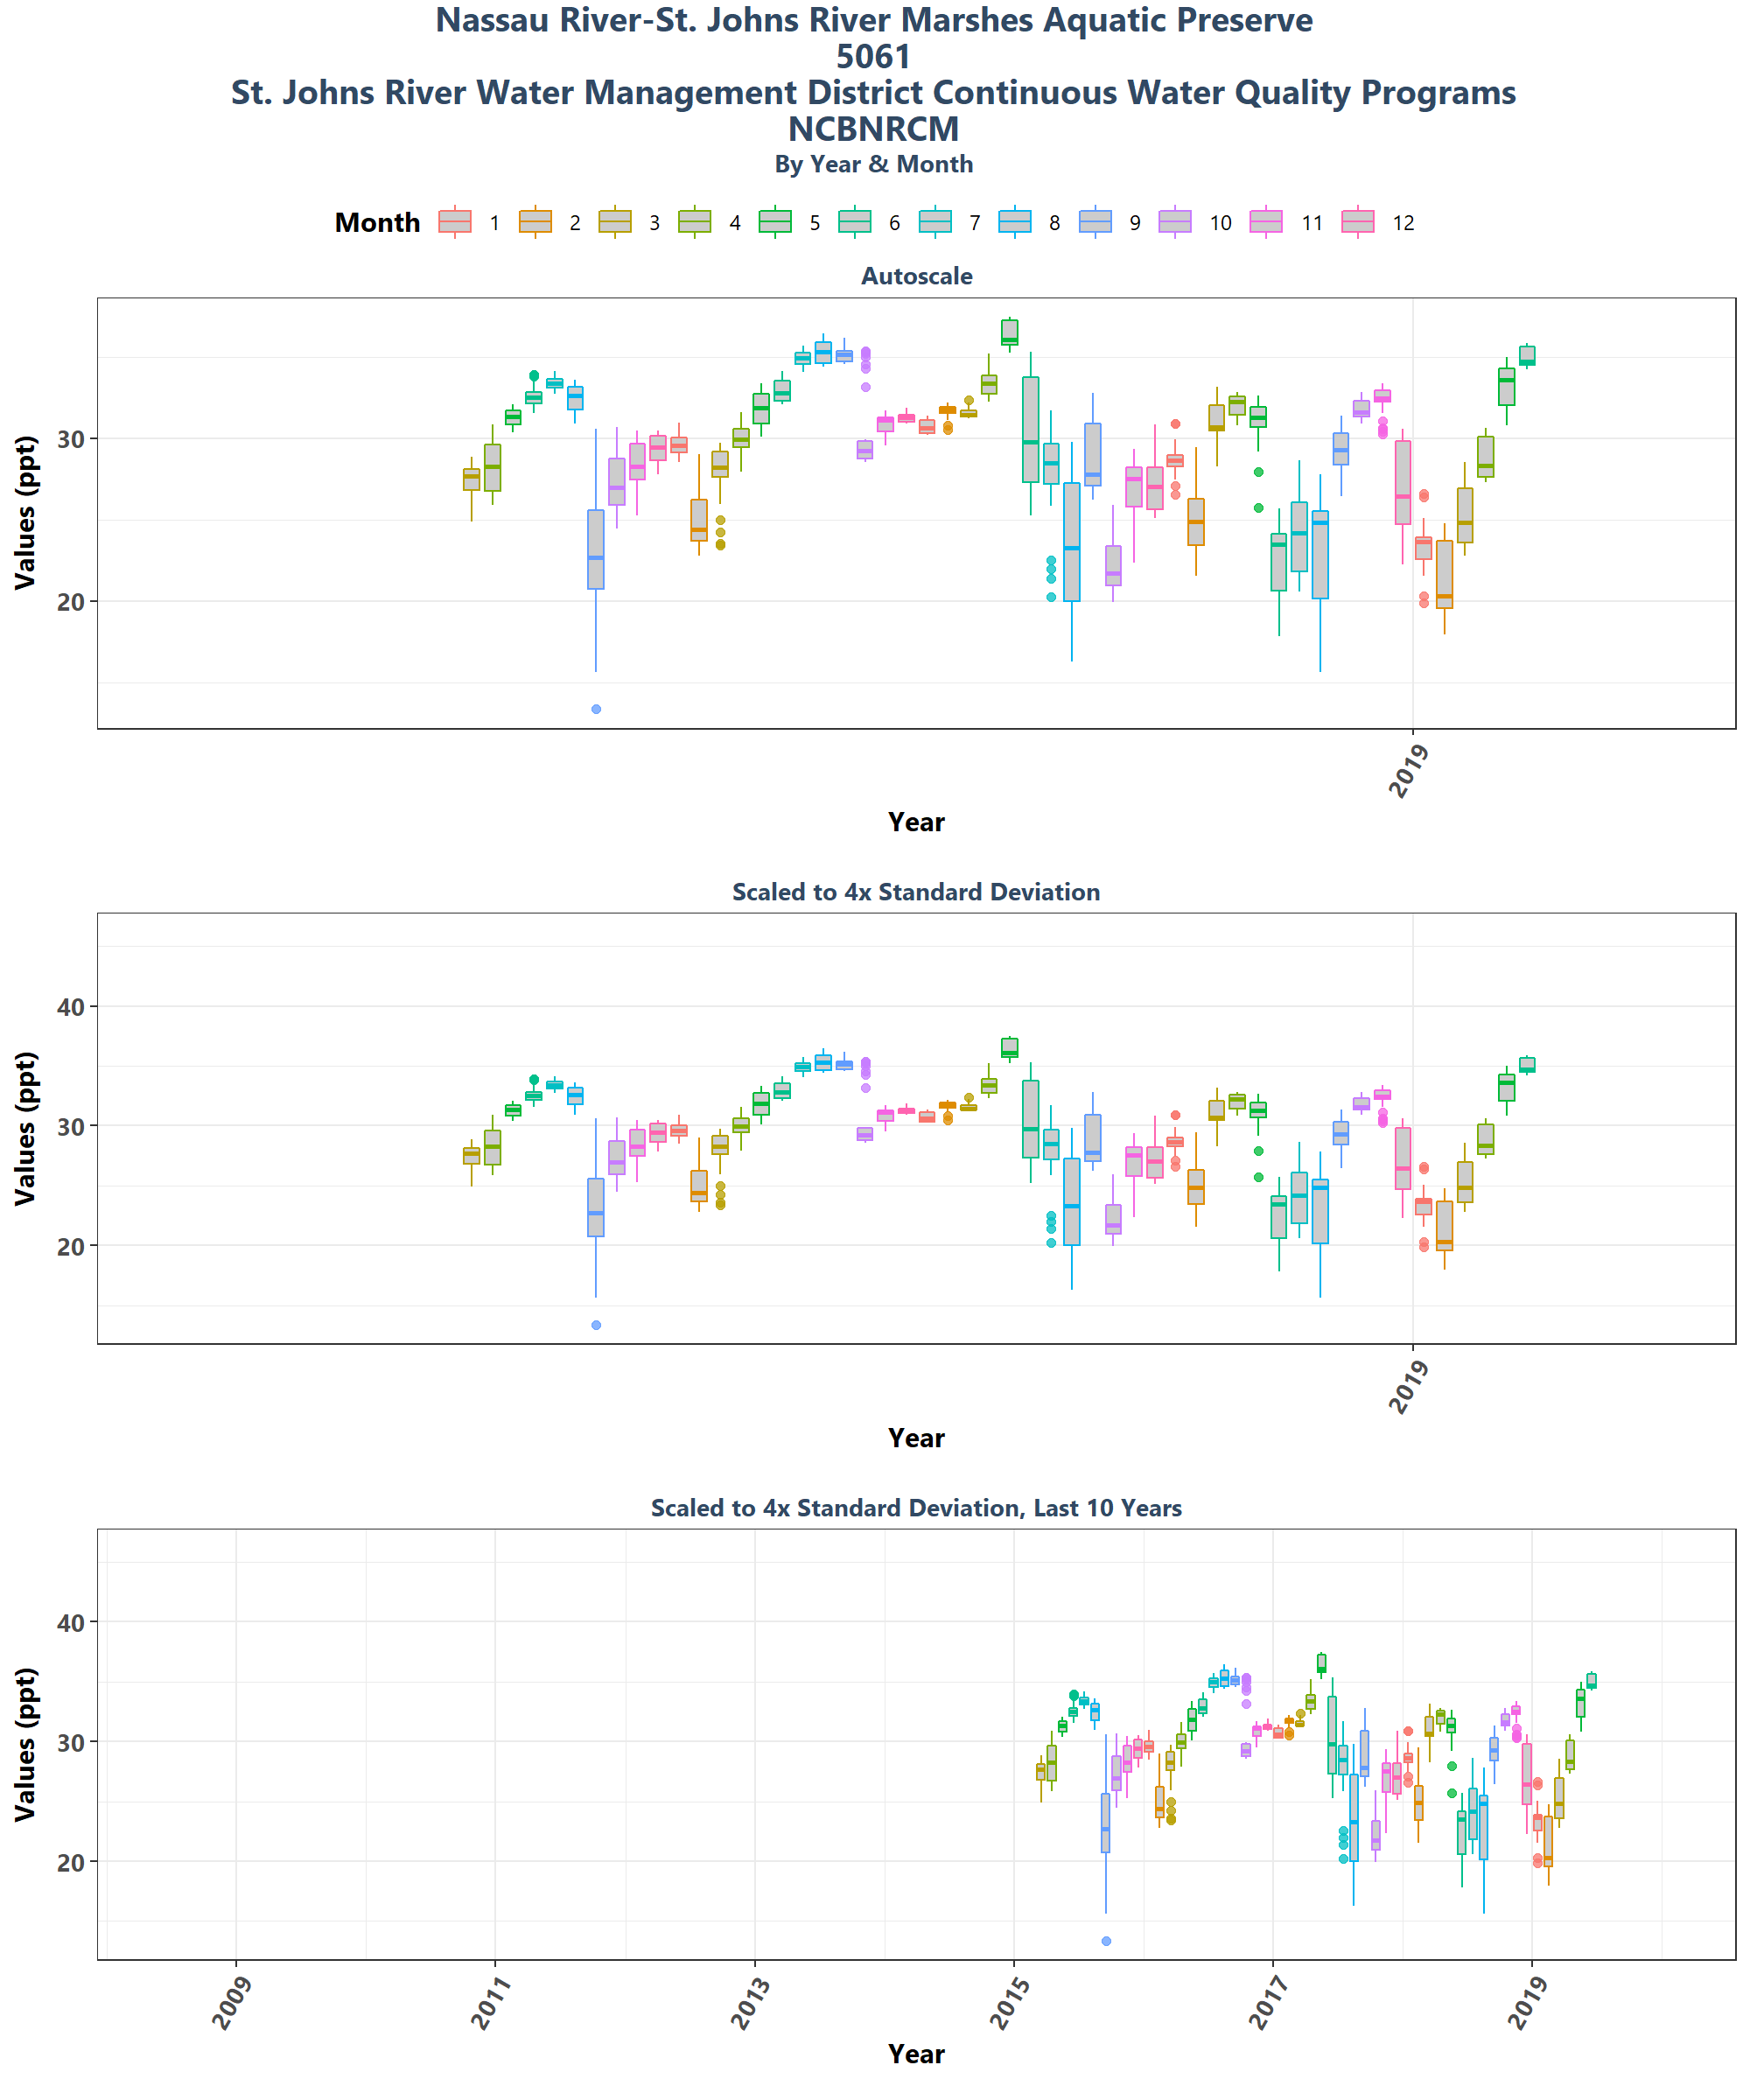 Nassau River-St. Johns River Marshes Aquatic Preserve
5061
St. Johns River Water Management District Continuous Water Quality Programs
NCBNRCM
By Year & Month
Month 1 2 3 4 5 6 7 8 9 10 11 12
Autoscale
Values (ppt)
30
20
2019
Year
Scaled to 4x Standard Deviation
Values (ppt)
40
30
20
2019
Year
Scaled to 4x Standard Deviation, Last 10 Years
Values (ppt)
40
30
20
2009 2011 2013 2015 2017 2019
Year